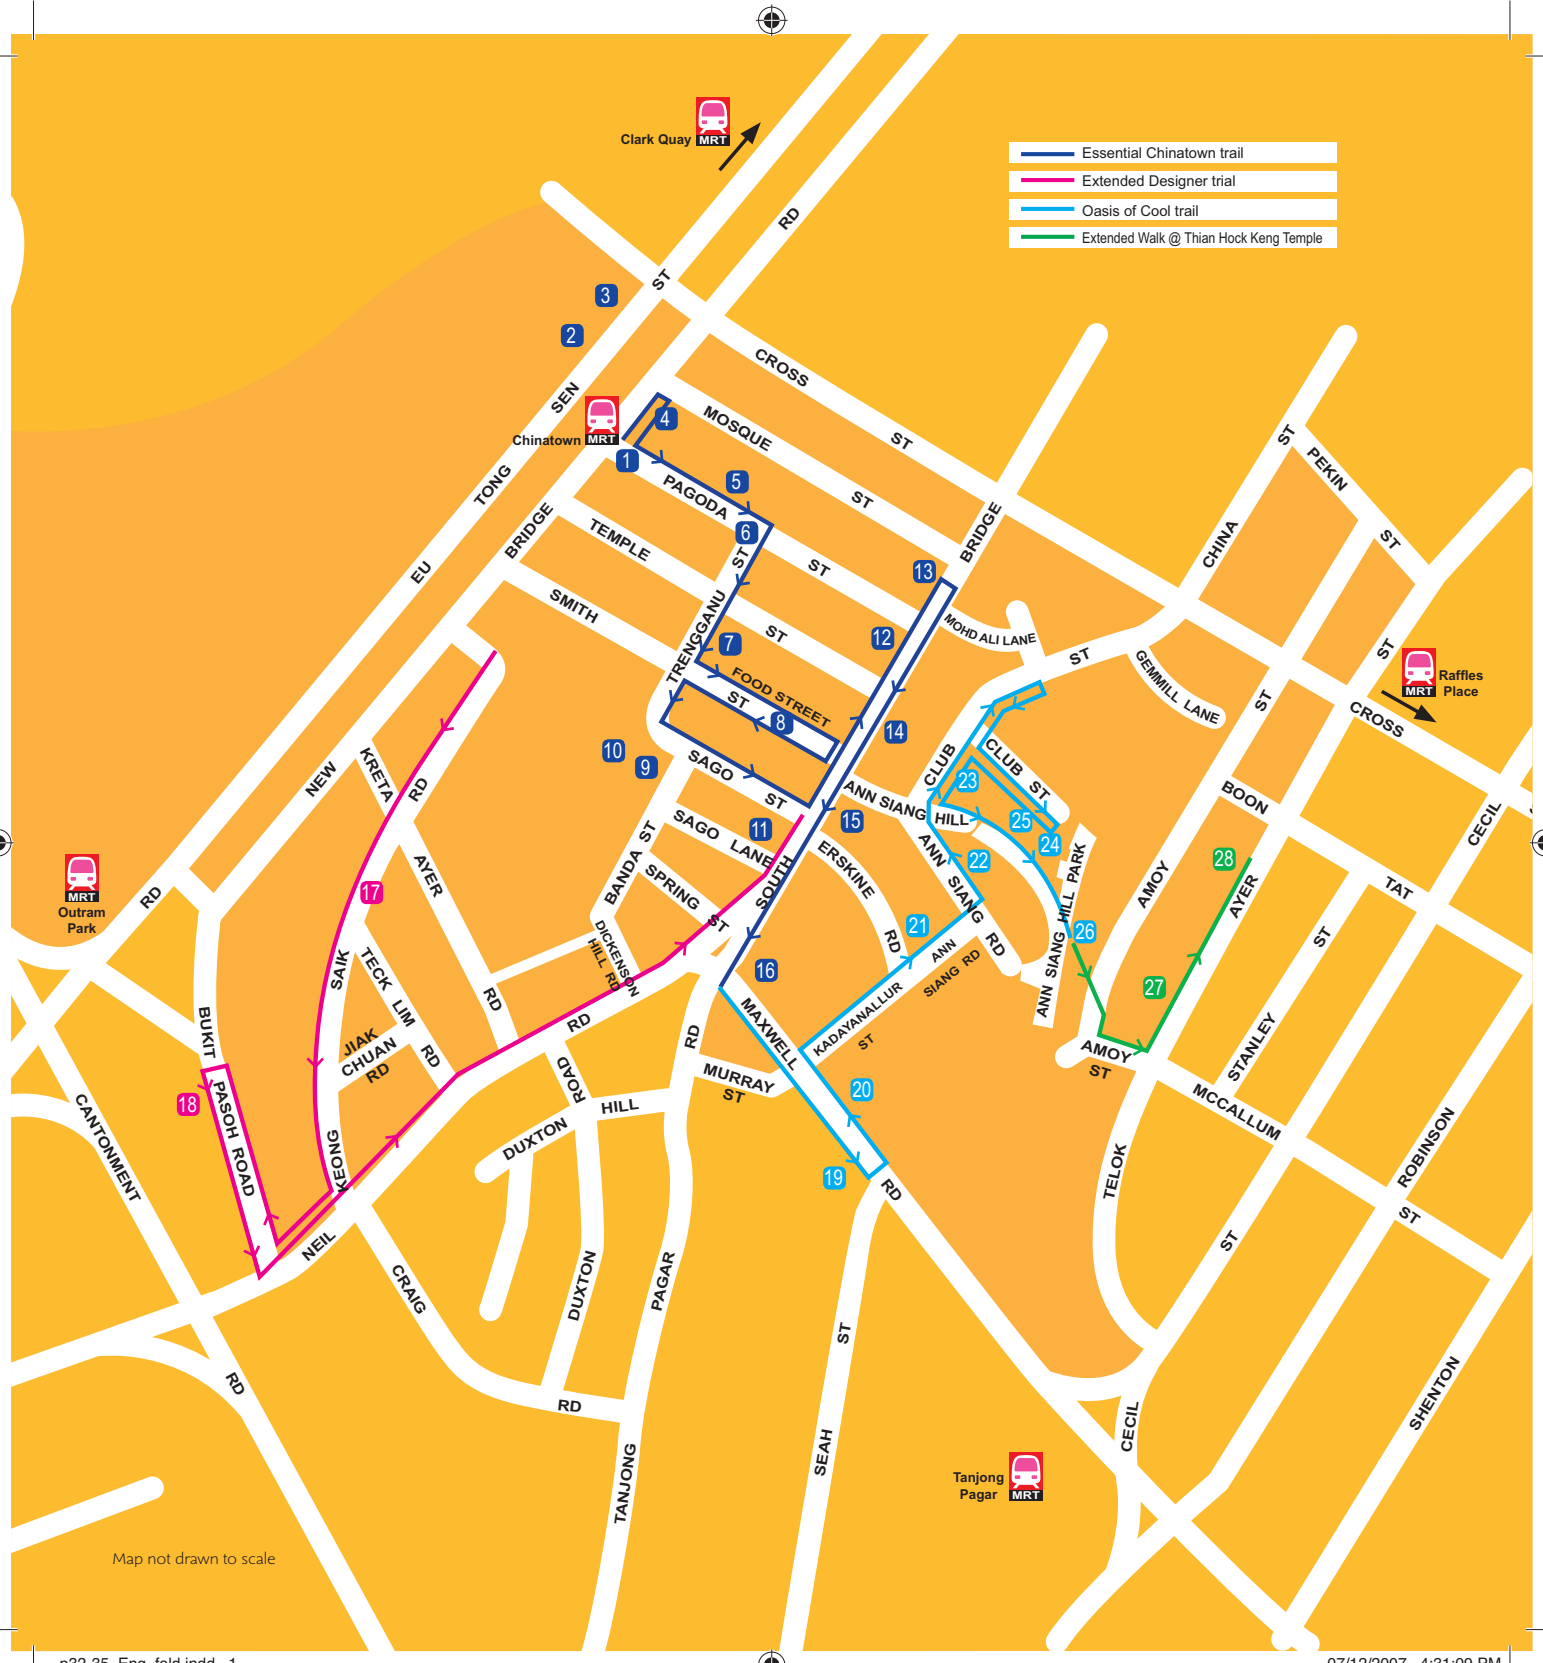 Clark Quay
MRT
Essential Chinatown trail
Extended Designer trial
Oasis of Cool trail
Extended Walk @ Thian Hock Keng Temple
RD
ST
3
2
CROSS
ST
SEN
Chinatown
MRT
4
MOSQUE
ST
1
5
PAGODA
ST
6
TONG
EU
BRIDGE
TEMPLE
ST
SMITH
ST
TRENGGANU
ST
7
FOOD STREET
8
13
12
14
BRIDGE
MOHD ALI LANE
ST
GEMMILL LANE
CHINA
ST
PEKIN
ST
ST
Raffles
Place
MRT
CROSS
ST
10
9
SAGO
ST
11
SAGO LANE
BANDA ST
SPRING ST
SOUTH
15
ERSKINE
RD
ANN SIANG
HILL
CLUB
CLUB ST
23
25
24
22
ANN SIANG RD
21
ANN
SIANG RD
KADAYANALLUR
ST
ANN SIANG HILL PARK
26
BOON
TAT
CECIL
AMOY
28
AYER
27
AMOY
ST
ST
STANLEY
MCCALLUM
ST
ROBINSON
NEW
KRETA
AYER
RD
RD
17
SAIK
KEONG
TECK LIM
RD
JIAK
CHUAN
RD
DICKENSON
HILL RD
RD
16
MAXWELL
RD
Outram
Park
MRT
RD
BUKIT
PASOH ROAD
18
CANTONMENT
RD
NEIL
CRAIG
RD
DUXTON
HILL
ROAD
DUXTON
MURRAY
ST
RD
PAGAR
TANJONG
20
19
ST
SEAH
TELOK
ST
CECIL
SHENTON
Tanjong
Pagar
MRT
Map not drawn to scale
07/12/2007 4:31:09 PM